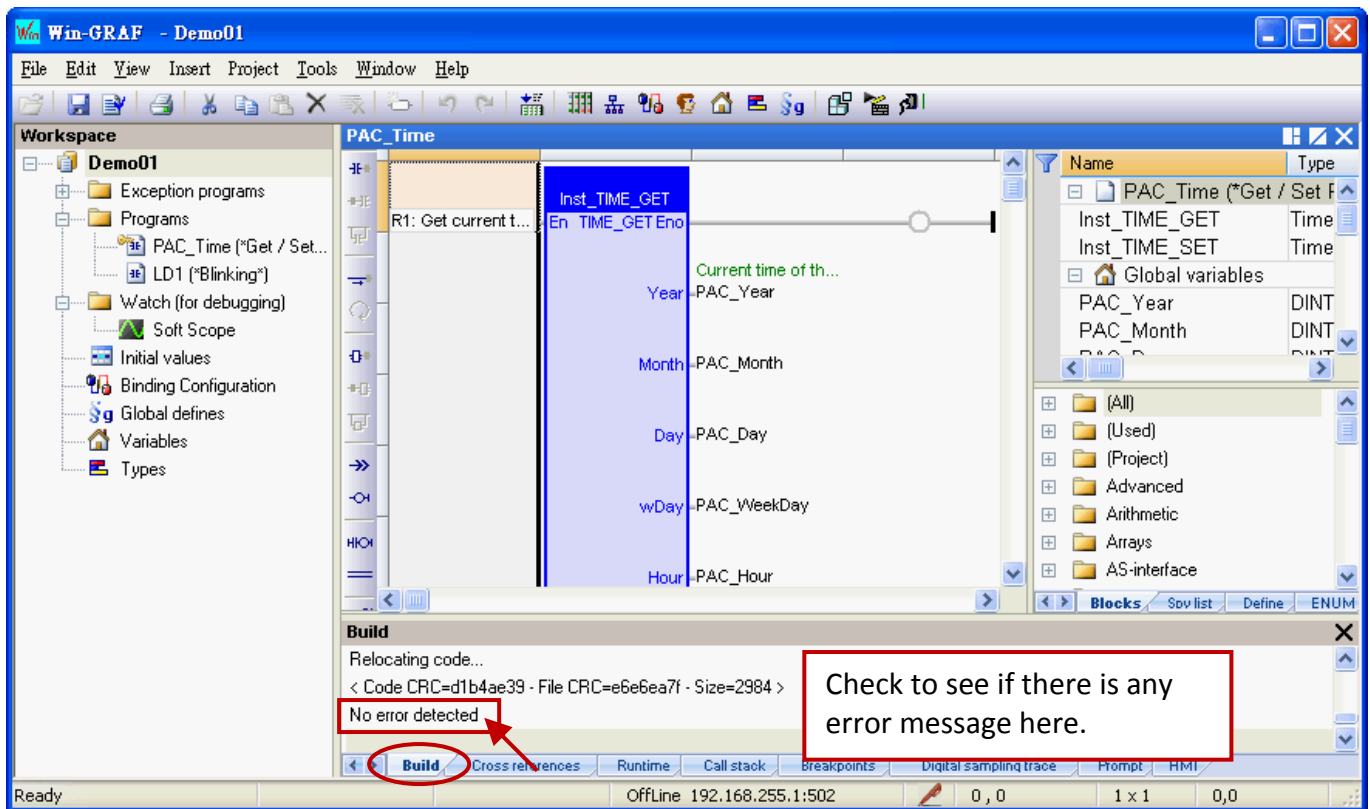 Win-GRAF - Demo01
File Edit View Insert Project Tools Window Help
Workspace
Demo01
Exception programs
Programs
PAC_Time (*Get / Set...
LD1 (*Blinking*)
Watch (for debugging)
Soft Scope
Initial values
Binding Configuration
Global defines
Variables
Types
PAC_Time
R1: Get current t...
Inst_TIME_GET
En TIME_GET Eno
Current time of th...
Year PAC_Year
Month PAC_Month
Day PAC_Day
wDay PAC_WeekDay
Hour PAC_Hour
Name Type
PAC_Time (*Get / Set
Inst_TIME_GET Time
Inst_TIME_SET Time
Global variables
PAC_Year DINT
PAC_Month DINT
(All)
(Used)
(Project)
Advanced
Arithmetic
Arrays
AS-interface
Blocks Spy list Define ENUM
Build
Relocating code...
< Code CRC=d1b4ae39 - File CRC=e6e6ea7f - Size=2984 >
No error detected
Check to see if there is any
error message here.
Build Cross references Runtime Call stack Breakpoints Digital sampling trace Prompt HMI
Ready OffLine 192.168.255.1:502 0 , 0 1 x 1 0,0